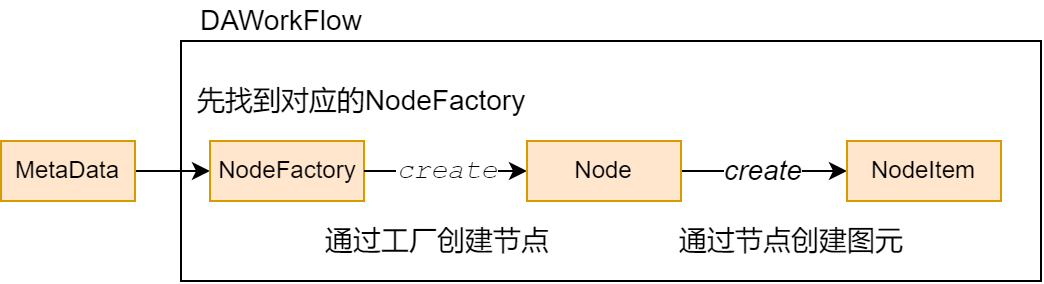 DAWorkFlow
先找到对应的NodeFactory
MetaData
NodeFactory
create
Node
create
NodeItem
通过工厂创建节点
通过节点创建图元